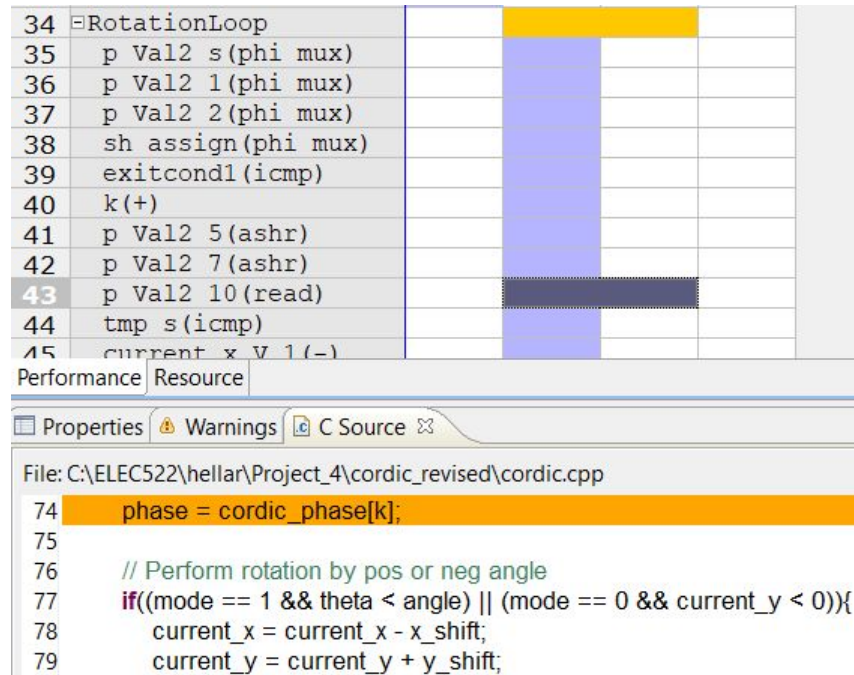 34 RotationLoop
35 p Val2 s(phi mux)
36 p Val2 1(phi mux)
37 p Val2 2(phi mux)
38 sh assign(phi mux)
39 exitcond1(icmp)
40 k(+)
41 p Val2 5(ashr)
42 p Val2 7(ashr)
43 p Val2 10(read)
44 tmp s(icmp)
45 current x V 1(-)
Performance Resource
Properties Warnings .c C Source
File: C:\ELEC522\hellar\Project_4\cordic_revised\cordic.cpp
74 phase = cordic_phase[k];
75
76 // Perform rotation by pos or neg angle
77 if((mode == 1 && theta < angle) || (mode == 0 && current_y < 0)){
78 current_x = current_x - x_shift;
79 current_y = current_y + y_shift;